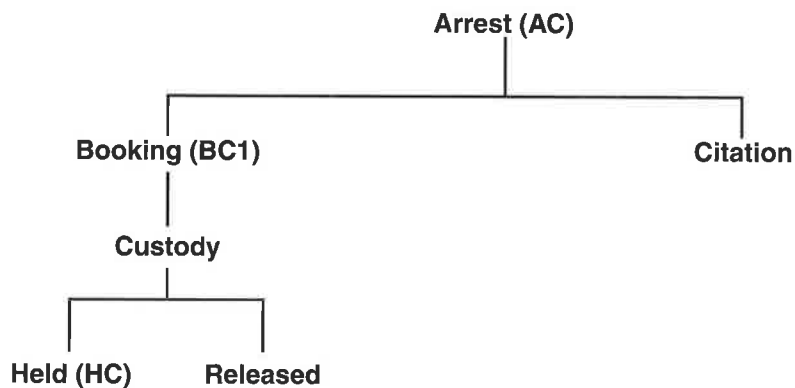 Arrest (AC)
Booking (BC1)
Citation
Custody
Held (HC)
Released